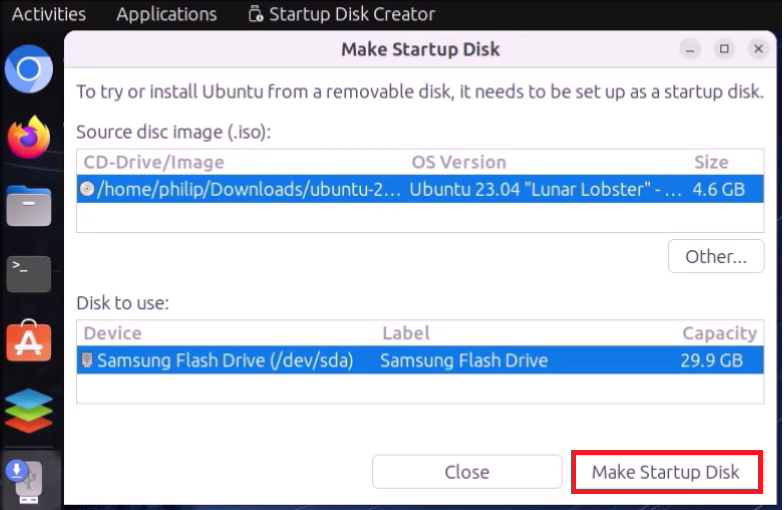 Activities Applications Startup Disk Creator
Make Startup Disk
To try or install Ubuntu from a removable disk, it needs to be set up as a startup disk.
Source disc image (.iso):
CD-Drive/Image OS Version Size
/home/philip/Downloads/ubuntu-2... Ubuntu 23.04 "Lunar Lobster" - ... 4.6 GB
Other...
Disk to use:
Device Label Capacity
Samsung Flash Drive (/dev/sda) Samsung Flash Drive 29.9 GB
Close Make Startup Disk